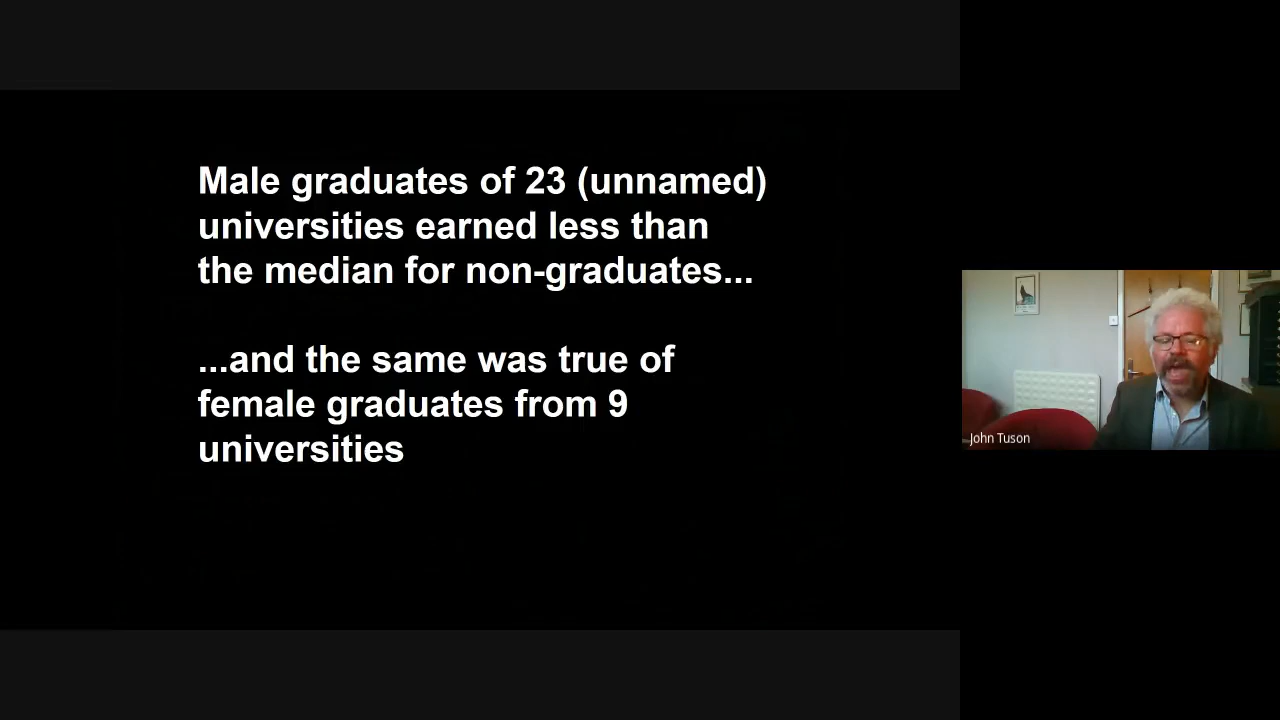 Male graduates of 23 (unnamed)
universities earned less than
the median for non-graduates...
...and the same was true of
female graduates from 9
universities
John Tuson